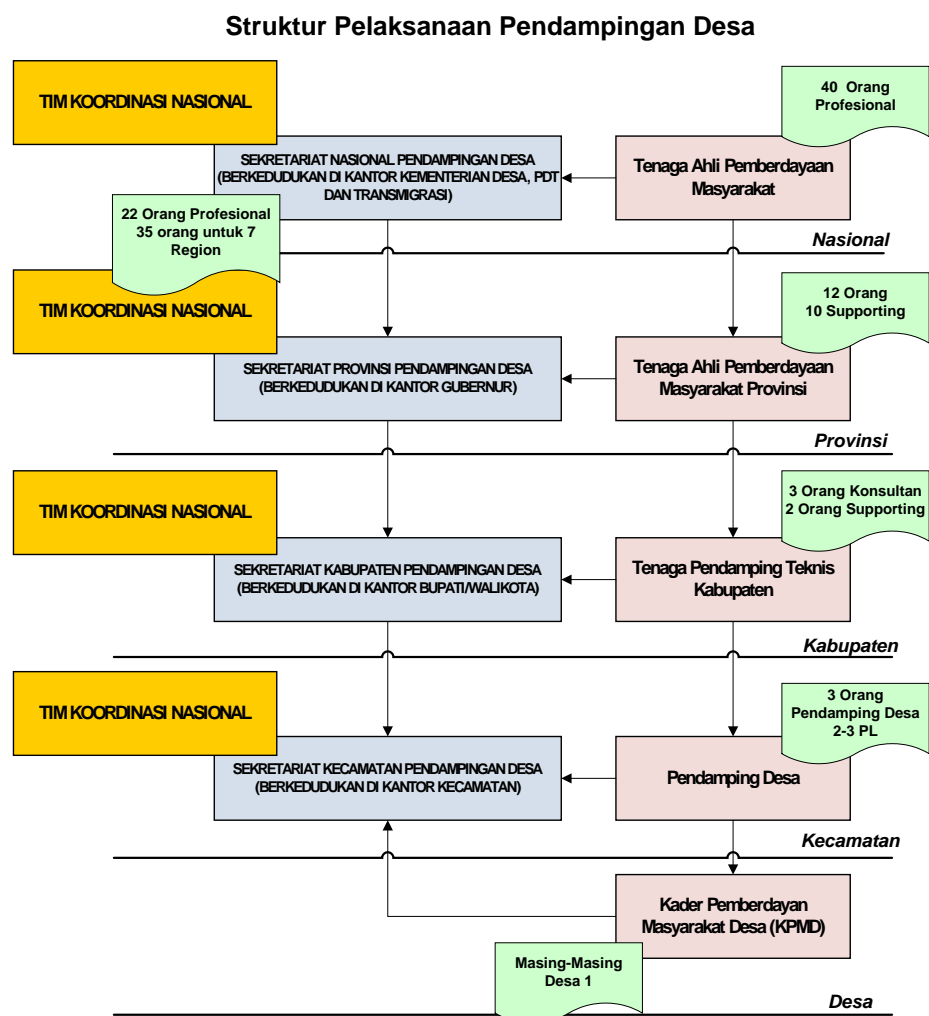 Struktur Pelaksanaan Pendampingan Desa
TIM KOORDINASI NASIONAL
40 Orang
Profesional
SEKRETARIAT NASIONAL PENDAMPINGAN DESA
(BERKEDUDUKAN DI KANTOR KEMENTERIAN DESA, PDT
DAN TRANSMIGRASI)
Tenaga Ahli Pemberdayaan
Masyarakat
22 Orang Profesional
35 orang untuk 7
Region
Nasional
TIM KOORDINASI NASIONAL
12 Orang
10 Supporting
SEKRETARIAT PROVINSI PENDAMPINGAN DESA
(BERKEDUDUKAN DI KANTOR GUBERNUR)
Tenaga Ahli Pemberdayaan
Masyarakat Provinsi
Provinsi
TIM KOORDINASI NASIONAL
3 Orang Konsultan
2 Orang Supporting
SEKRETARIAT KABUPATEN PENDAMPINGAN DESA
(BERKEDUDUKAN DI KANTOR BUPATI/WALIKOTA)
Tenaga Pendamping Teknis
Kabupaten
Kabupaten
TIM KOORDINASI NASIONAL
3 Orang
Pendamping Desa
2-3 PL
SEKRETARIAT KECAMATAN PENDAMPINGAN DESA
(BERKEDUDUKAN DI KANTOR KECAMATAN)
Pendamping Desa
Kecamatan
Kader Pemberdayan
Masyarakat Desa (KPMD)
Masing-Masing
Desa 1
Desa